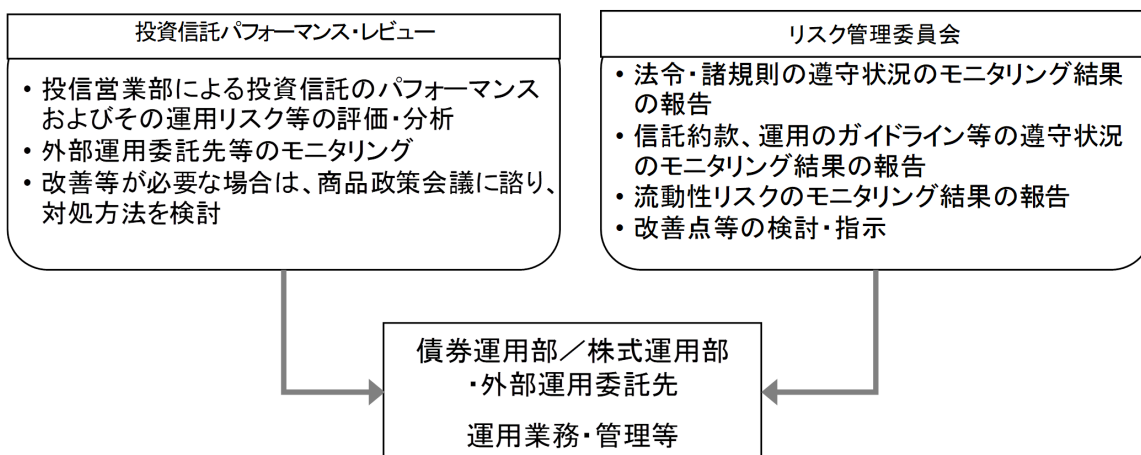 投資信託パフォーマンス・レビュー
• 投信営業部による投資信託のパフォーマンス
およびその運用リスク等の評価・分析
• 外部運用委託先等のモニタリング
• 改善等が必要な場合は、商品政策会議に諮り、
対処方法を検討
リスク管理委員会
• 法令・諸規則の遵守状況のモニタリング結果
の報告
• 信託約款、運用のガイドライン等の遵守状況
のモニタリング結果の報告
• 流動性リスクのモニタリング結果の報告
• 改善点等の検討・指示
債券運用部／株式運用部
・外部運用委託先
運用業務・管理等